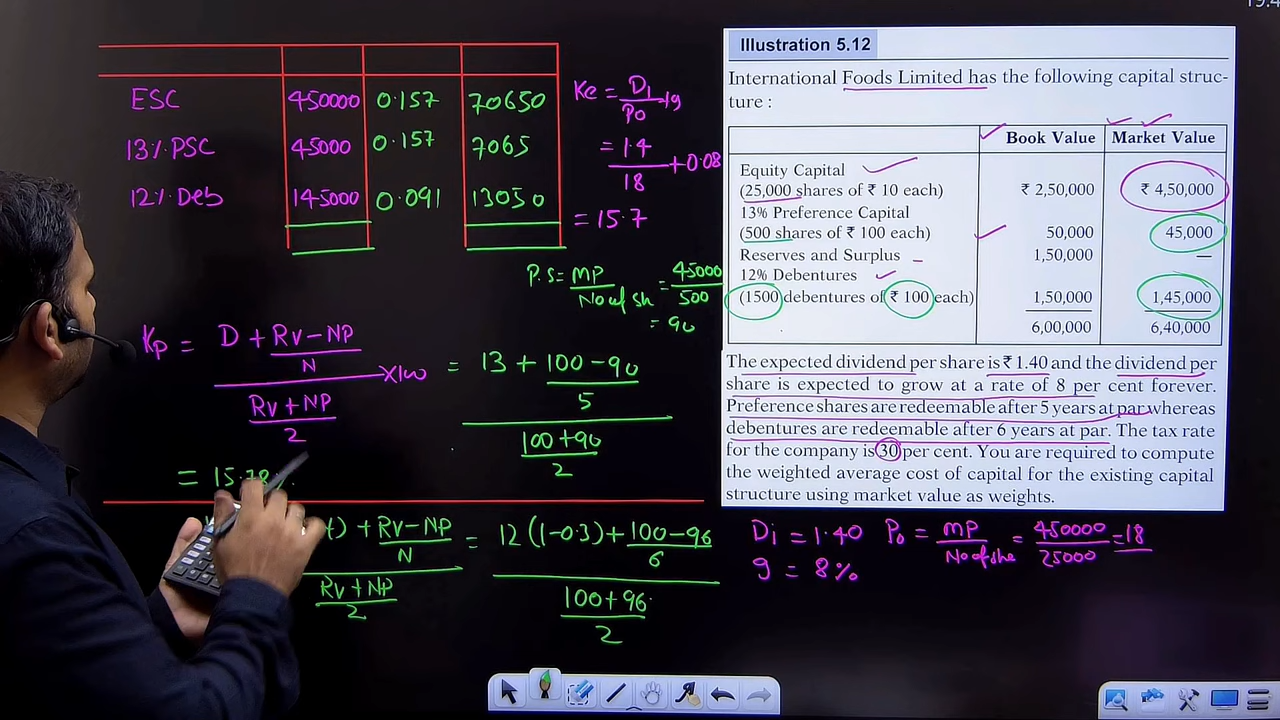 19:4
ESC 450000 0.157 70650
13%.PSC 45000 0.157 7065
12%.Deb 145000 0.091 13050
Ke = D1/P0 + g
= 1.4/18 + 0.08
= 15.7
P.S = MP/No of sh = 45000/500
= 90
Kp = D + Rv-NP/N / Rv+NP/2 ×100 = 13 + 100-90/5 / 100+90/2
= 15.78%.
t) + Rv-NP/N / Rv+NP/2 = 12(1-0.3) + 100-96/6 / 100+96/2
Illustration 5.12
International Foods Limited has the following capital struc-
ture :
Book Value Market Value
Equity Capital
(25,000 shares of ₹ 10 each) ₹ 2,50,000 ₹ 4,50,000
13% Preference Capital
(500 shares of ₹ 100 each) 50,000 45,000
Reserves and Surplus 1,50,000 —
12% Debentures
(1500 debentures of ₹ 100 each) 1,50,000 1,45,000
6,00,000 6,40,000
The expected dividend per share is ₹ 1.40 and the dividend per
share is expected to grow at a rate of 8 per cent forever.
Preference shares are redeemable after 5 years at par whereas
debentures are redeemable after 6 years at par. The tax rate
for the company is 30 per cent. You are required to compute
the weighted average cost of capital for the existing capital
structure using market value as weights.
D1 = 1.40 P0 = MP/No of she = 450000/25000 = 18
g = 8%